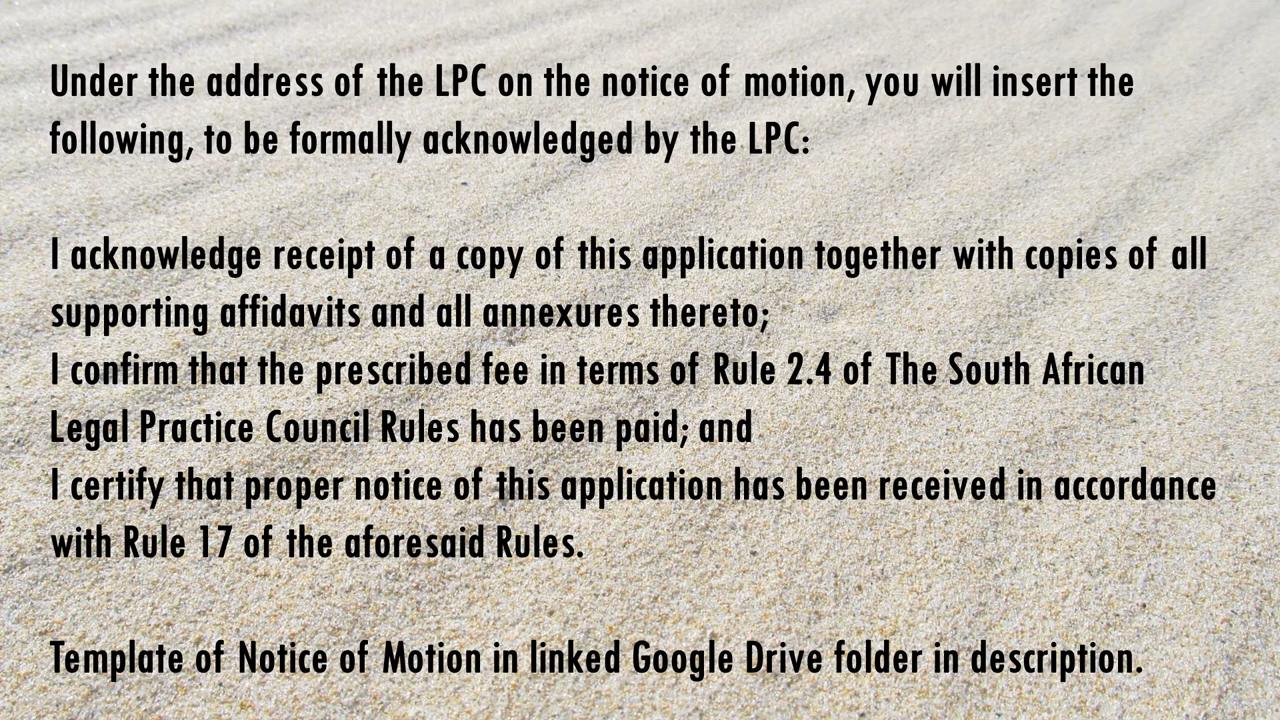 Under the address of the LPC on the notice of motion, you will insert the
following, to be formally acknowledged by the LPC:
I acknowledge receipt of a copy of this application together with copies of all
supporting affidavits and all annexures thereto;
I confirm that the prescribed fee in terms of Rule 2.4 of The South African
Legal Practice Council Rules has been paid; and
I certify that proper notice of this application has been received in accordance
with Rule 17 of the aforesaid Rules.
Template of Notice of Motion in linked Google Drive folder in description.